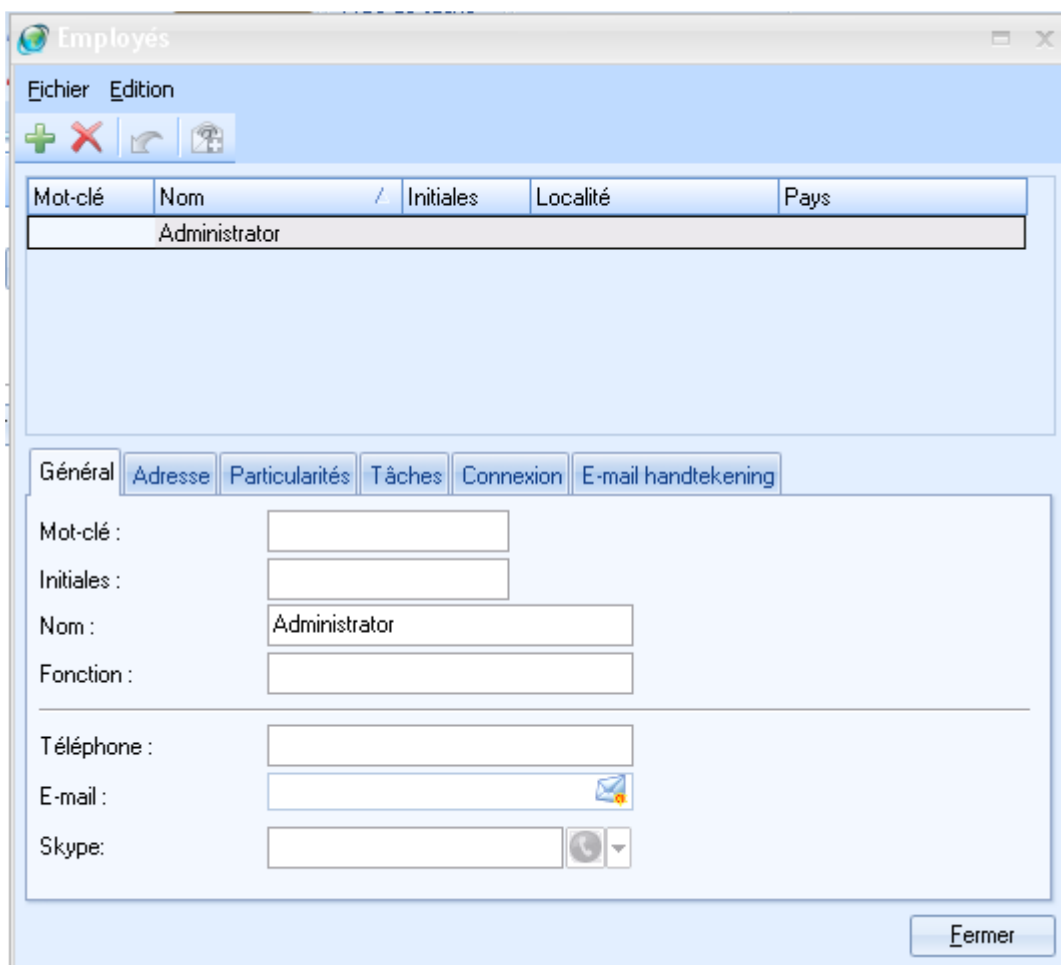 Employés
Fichier Edition
Mot-clé Nom Initiales Localité Pays
Administrator
Général Adresse Particularités Tâches Connexion E-mail handtekening
Mot-clé :
Initiales :
Nom : Administrator
Fonction :
Téléphone :
E-mail :
Skype:
Fermer